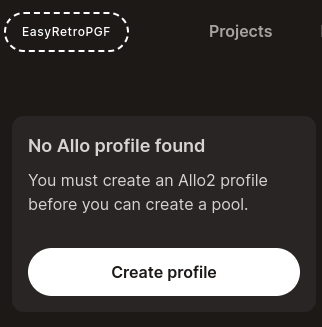 EasyRetroPGF
Projects
No Allo profile found
You must create an Allo2 profile
before you can create a pool.
Create profile